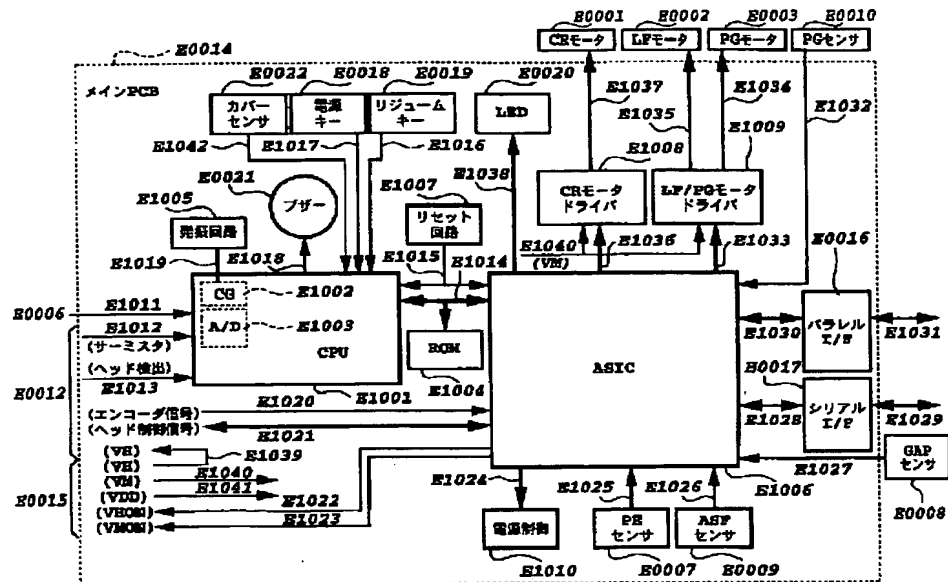 E0001 E0002 E0003 E0010
CRモータ LFモータ PGモータ PGセンサ
E0014
メインPCB
E0022 E0018 E0019 E0020
カバー
センサ
電源
キー
リジューム
キー
LED
E1037
E1034
E1032
E1035
E1042 E1017 E1016
E1008 E1009
E0021
ブザー
E1005
発振回路
E1007
リセット
回路
E1038
CRモータ
ドライバ
LF/PGモータ
ドライバ
E1040
(VM)
E1036 E1033
E0016
E1019 E1018 E1015 E1014
CG
E1002
A/D
E1003
CPU
ROM
E1004
ASIC
E0006
E1011
E1012
(サーミスタ)
(ヘッド検出)
E1013
E0012
E1001
E1030
パラレル
I/F
E1031
E0017
E1028
シリアル
I/F
E1029
(エンコーダ信号)
E1020
(ヘッド制御信号)
E1021
(VH)
E1039
(VH)
(VM)
E1040
(VDD)
E1041
(VHON)
E1022
(VMON)
E1023
E0015
E1024 E1025 E1026
E1027
E1006
GAP
センサ
E0008
電源制御
PE
センサ
ASF
センサ
E1010 E0007 E0009